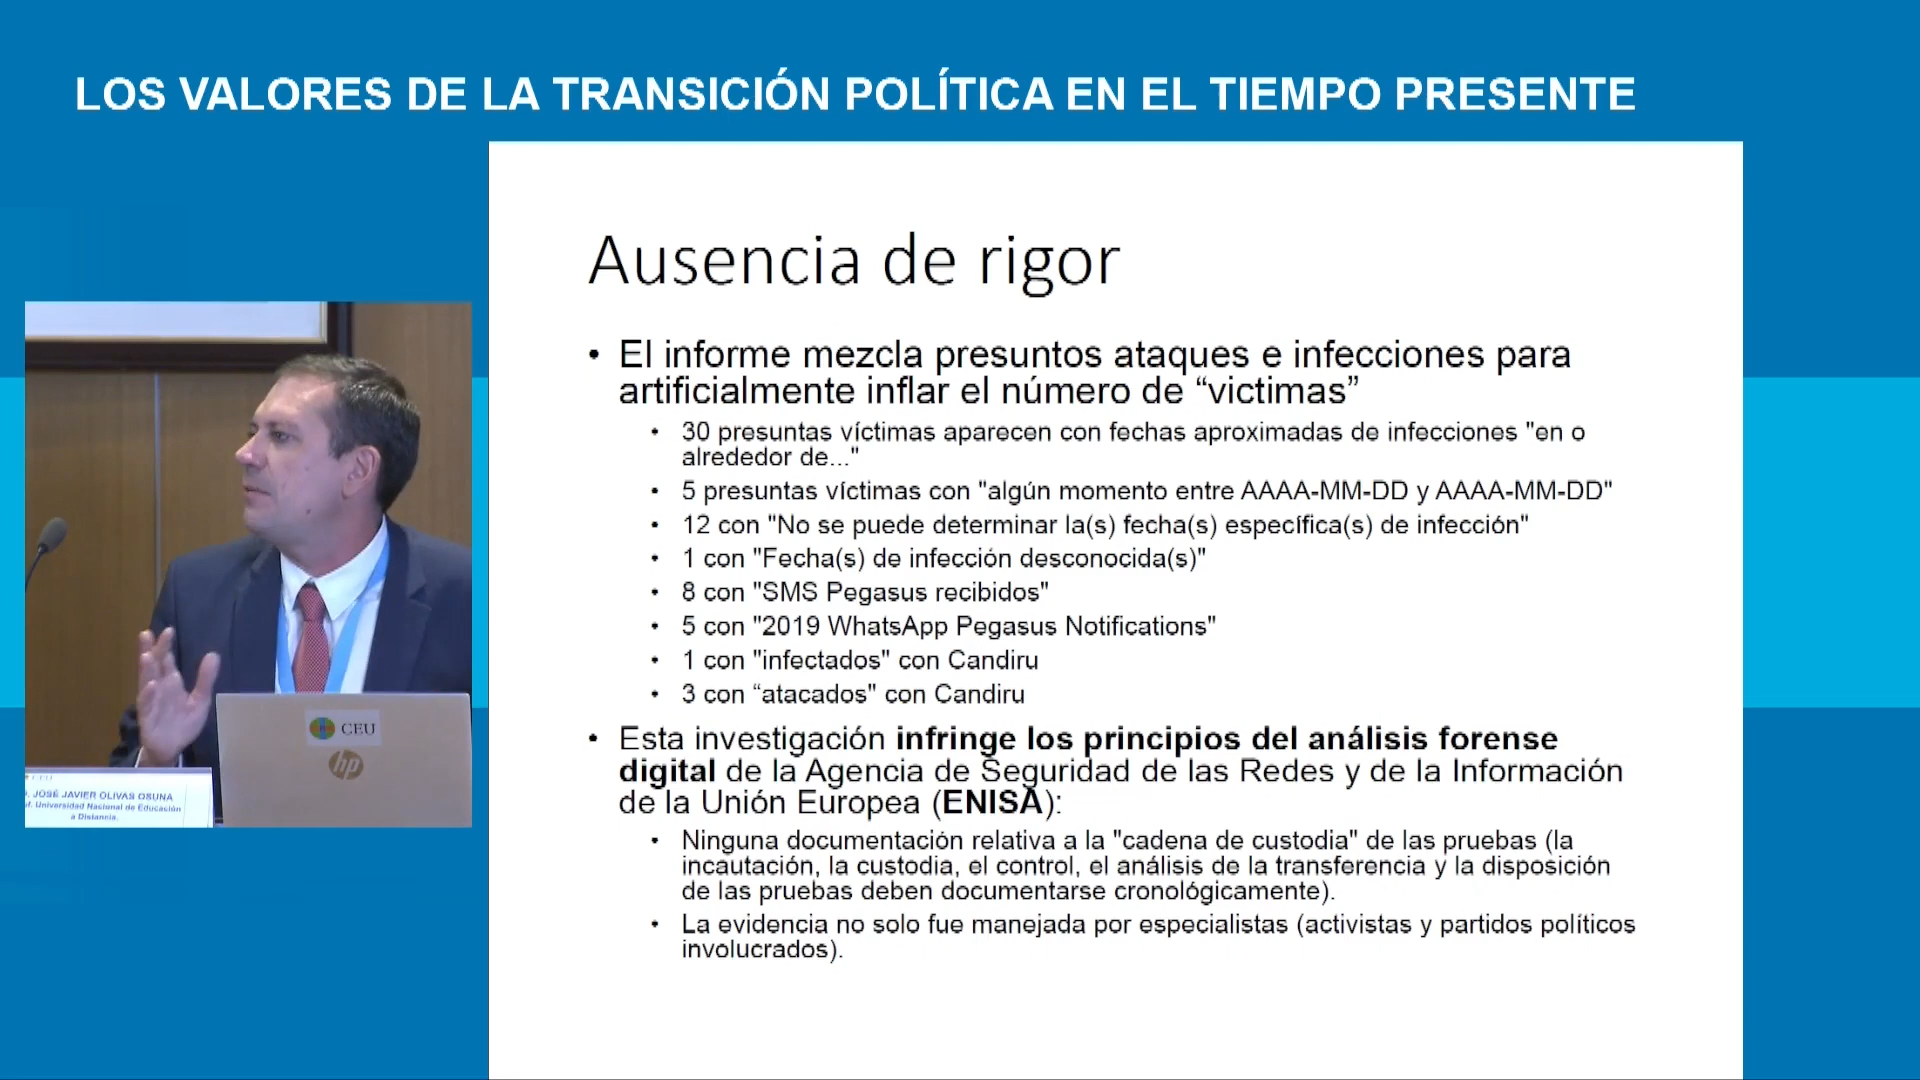 LOS VALORES DE LA TRANSICIÓN POLÍTICA EN EL TIEMPO PRESENTE
Ausencia de rigor
• El informe mezcla presuntos ataques e infecciones para
artificialmente inflar el número de “victimas”
• 30 presuntas víctimas aparecen con fechas aproximadas de infecciones "en o
alrededor de..."
• 5 presuntas víctimas con "algún momento entre AAAA-MM-DD y AAAA-MM-DD"
• 12 con "No se puede determinar la(s) fecha(s) específica(s) de infección"
• 1 con "Fecha(s) de infección desconocida(s)"
• 8 con "SMS Pegasus recibidos"
• 5 con "2019 WhatsApp Pegasus Notifications"
• 1 con "infectados" con Candiru
• 3 con “atacados" con Candiru
• Esta investigación infringe los principios del análisis forense
digital de la Agencia de Seguridad de las Redes y de la Información
de la Unión Europea (ENISA):
• Ninguna documentación relativa a la "cadena de custodia" de las pruebas (la
incautación, la custodia, el control, el análisis de la transferencia y la disposición
de las pruebas deben documentarse cronológicamente).
• La evidencia no solo fue manejada por especialistas (activistas y partidos políticos
involucrados).
CEU
hp
CEU
JOSÉ JAVIER OLIVAS OSUNA
Universidad Nacional de Educación
a Distancia.